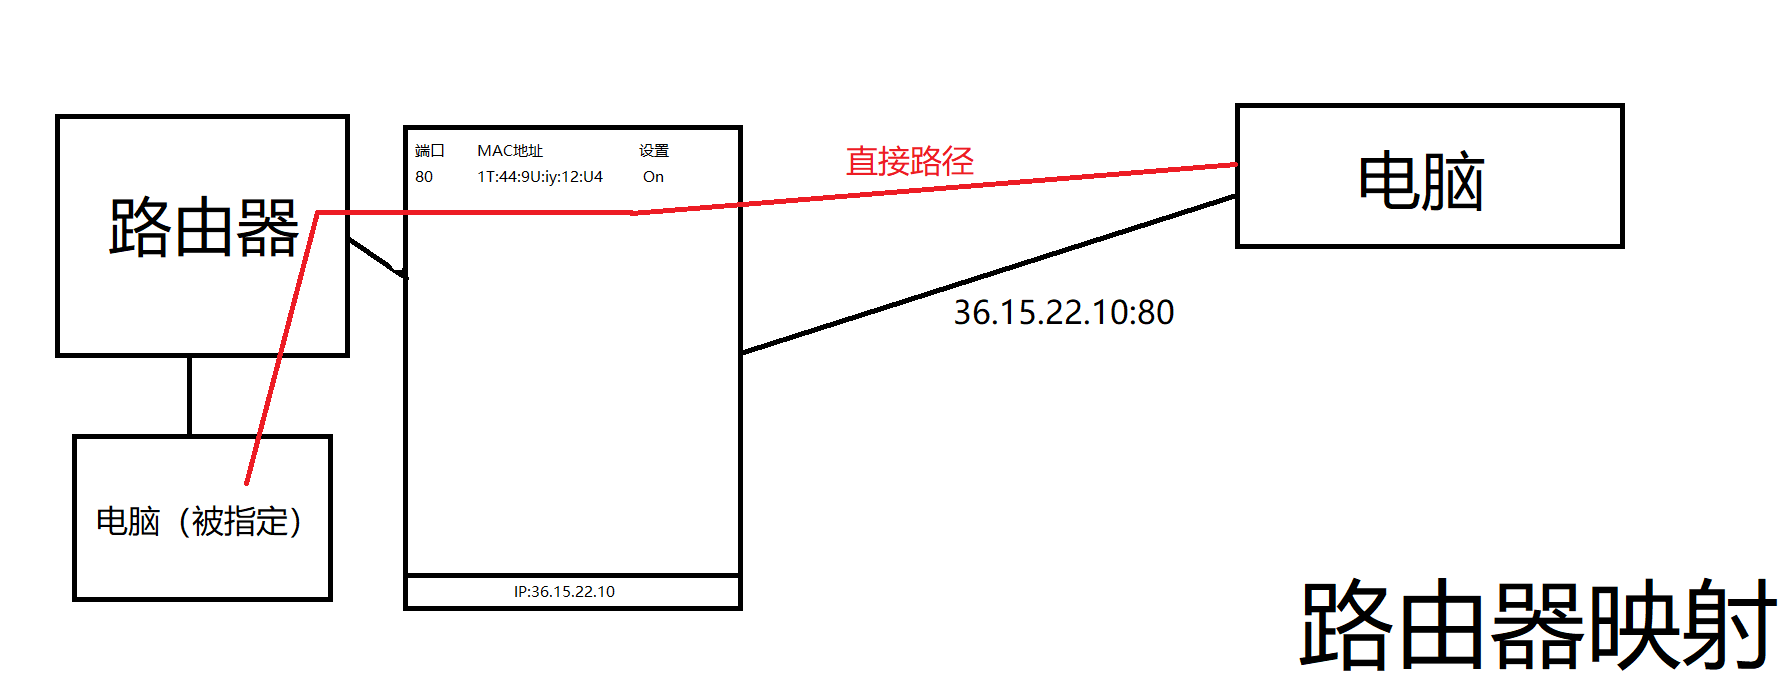 端口 MAC地址 设置
80 1T:44:9U:iy:12:U4 On
直接路径
电脑
路由器
36.15.22.10:80
电脑（被指定）
IP:36.15.22.10
路由器映射